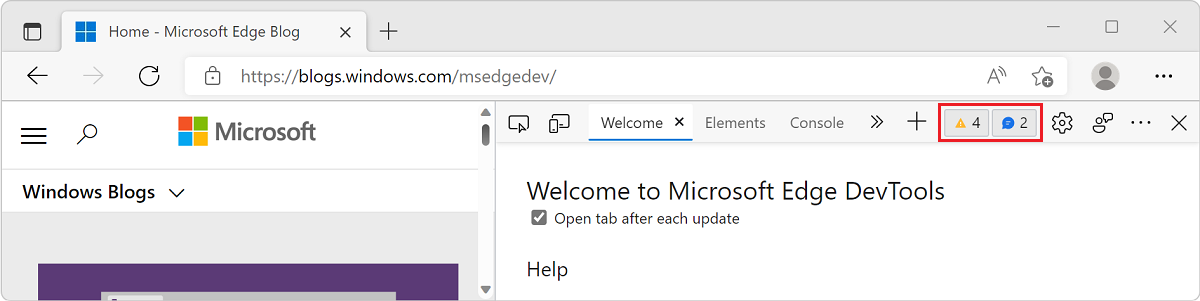 Home - Microsoft Edge Blog
https://blogs.windows.com/msedgedev/
Microsoft
Welcome Elements Console 4 2
Windows Blogs
Welcome to Microsoft Edge DevTools
Open tab after each update
Help